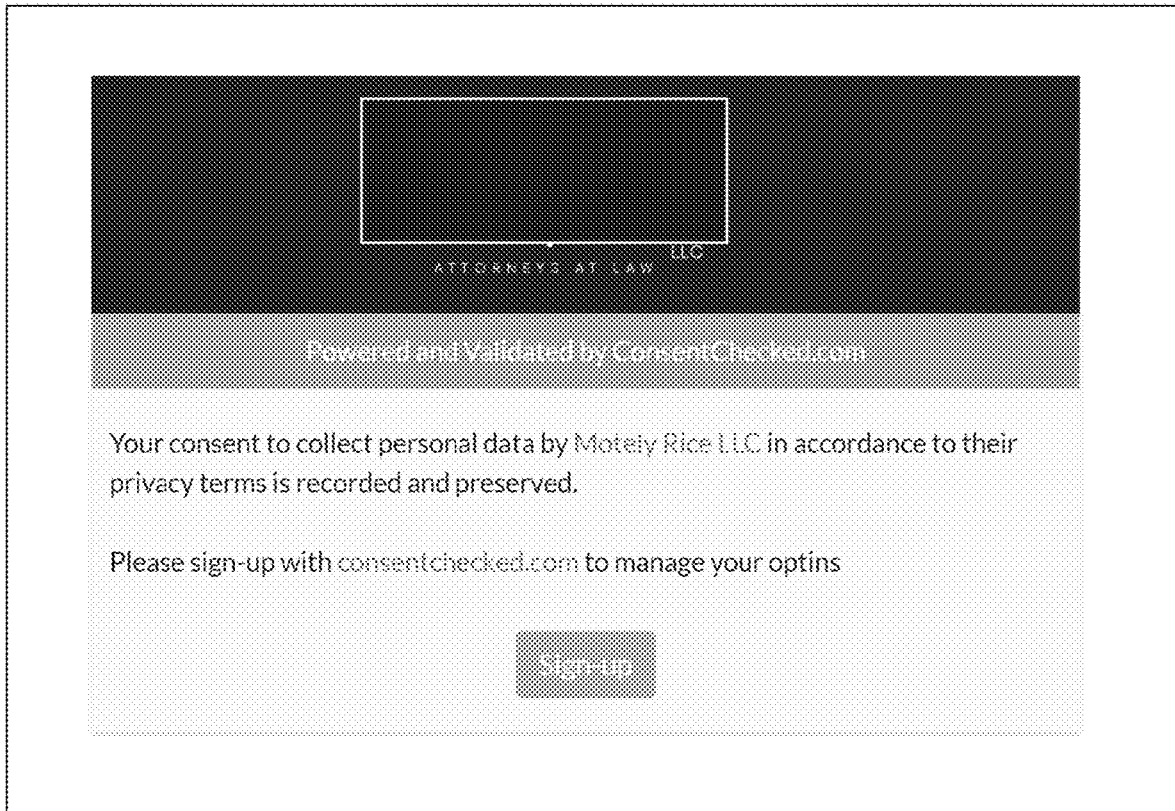 LLC
ATTORNEYS AT LAW
Powered and Validated by ConsentChecked.com
Your consent to collect personal data by Motely Rice LLC in accordance to their
privacy terms is recorded and preserved.
Please sign-up with consentchecked.com to manage your optins
Sign-up